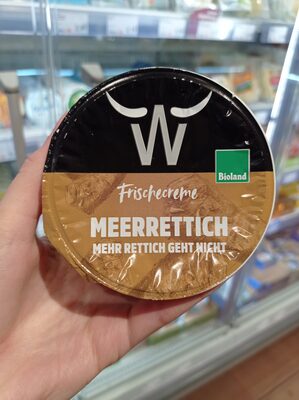 W
Bioland
Frischecreme
MEERRETTICH
MEHR RETTICH GEHT NICHT